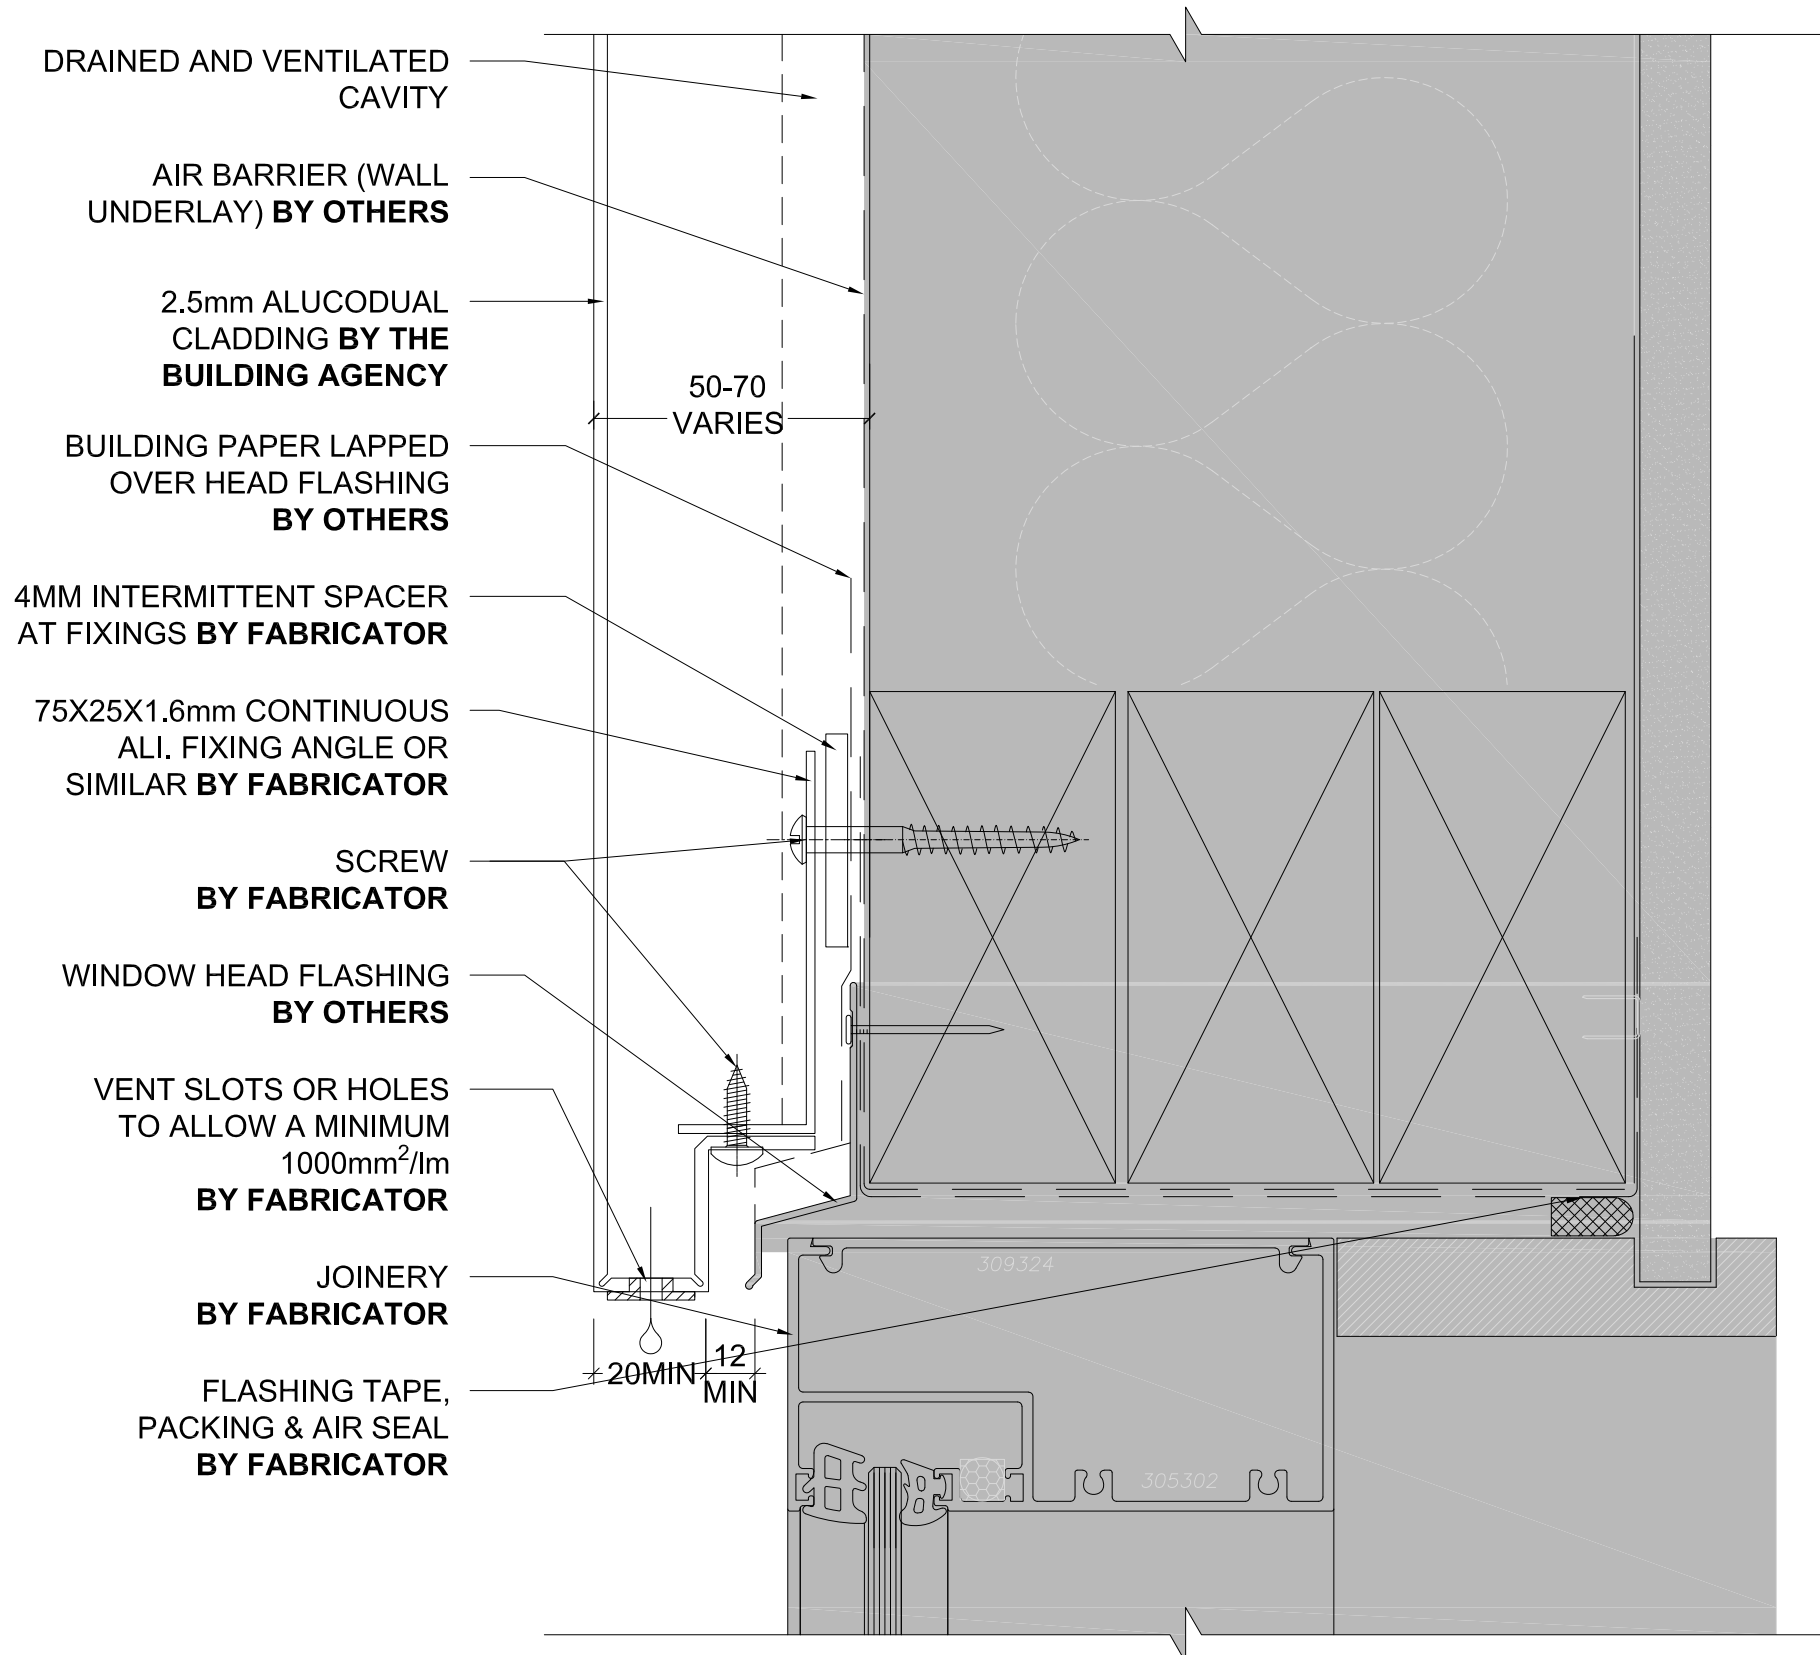 DRAINED AND VENTILATED
CAVITY
AIR BARRIER (WALL
UNDERLAY) BY OTHERS
2.5mm ALUCODUAL
CLADDING BY THE
BUILDING AGENCY
50-70
VARIES
BUILDING PAPER LAPPED
OVER HEAD FLASHING
BY OTHERS
4MM INTERMITTENT SPACER
AT FIXINGS BY FABRICATOR
75X25X1.6mm CONTINUOUS
ALI. FIXING ANGLE OR
SIMILAR BY FABRICATOR
SCREW
BY FABRICATOR
WINDOW HEAD FLASHING
BY OTHERS
VENT SLOTS OR HOLES
TO ALLOW A MINIMUM
1000mm²/lm
BY FABRICATOR
JOINERY
BY FABRICATOR
309324
20MIN
12
MIN
FLASHING TAPE,
PACKING & AIR SEAL
BY FABRICATOR
305302